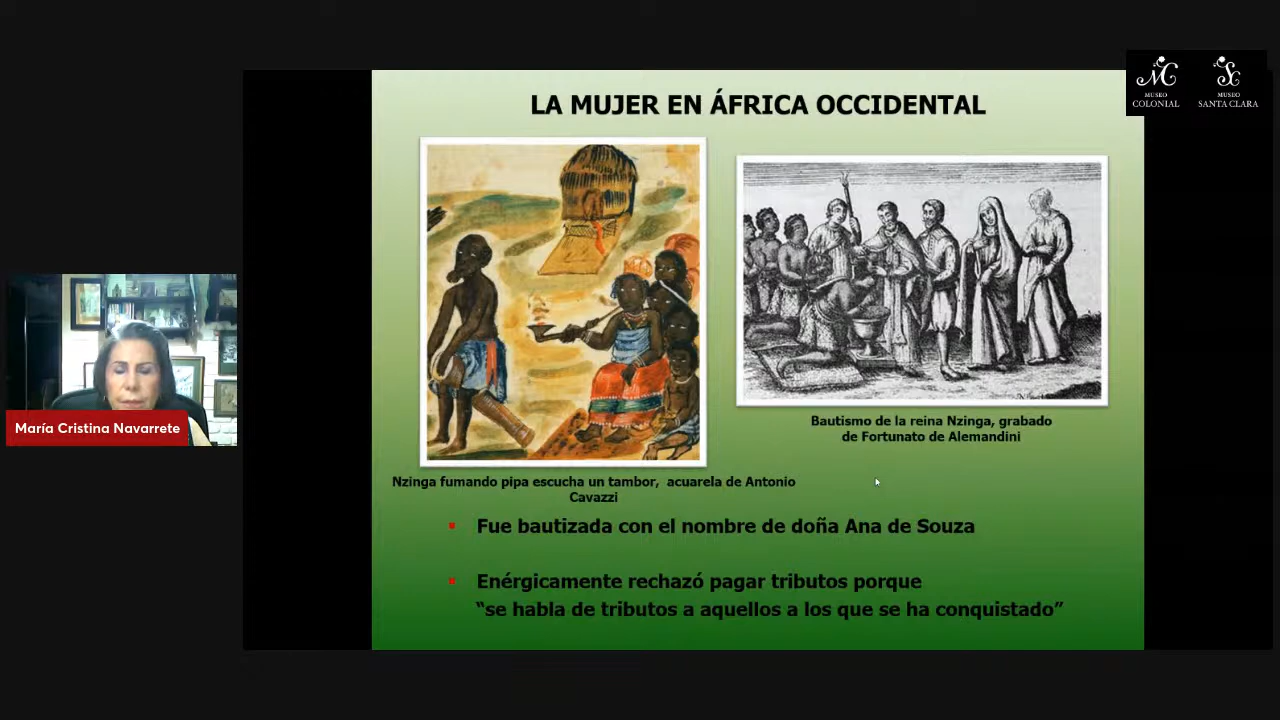 MUSEO
COLONIAL
MUSEO
SANTA CLARA
LA MUJER EN ÁFRICA OCCIDENTAL
Bautismo de la reina Nzinga, grabado
de Fortunato de Alemandini
María Cristina Navarrete
Nzinga fumando pipa escucha un tambor, acuarela de Antonio
Cavazzi
Fue bautizada con el nombre de doña Ana de Souza
Enérgicamente rechazó pagar tributos porque
“se habla de tributos a aquellos a los que se ha conquistado”